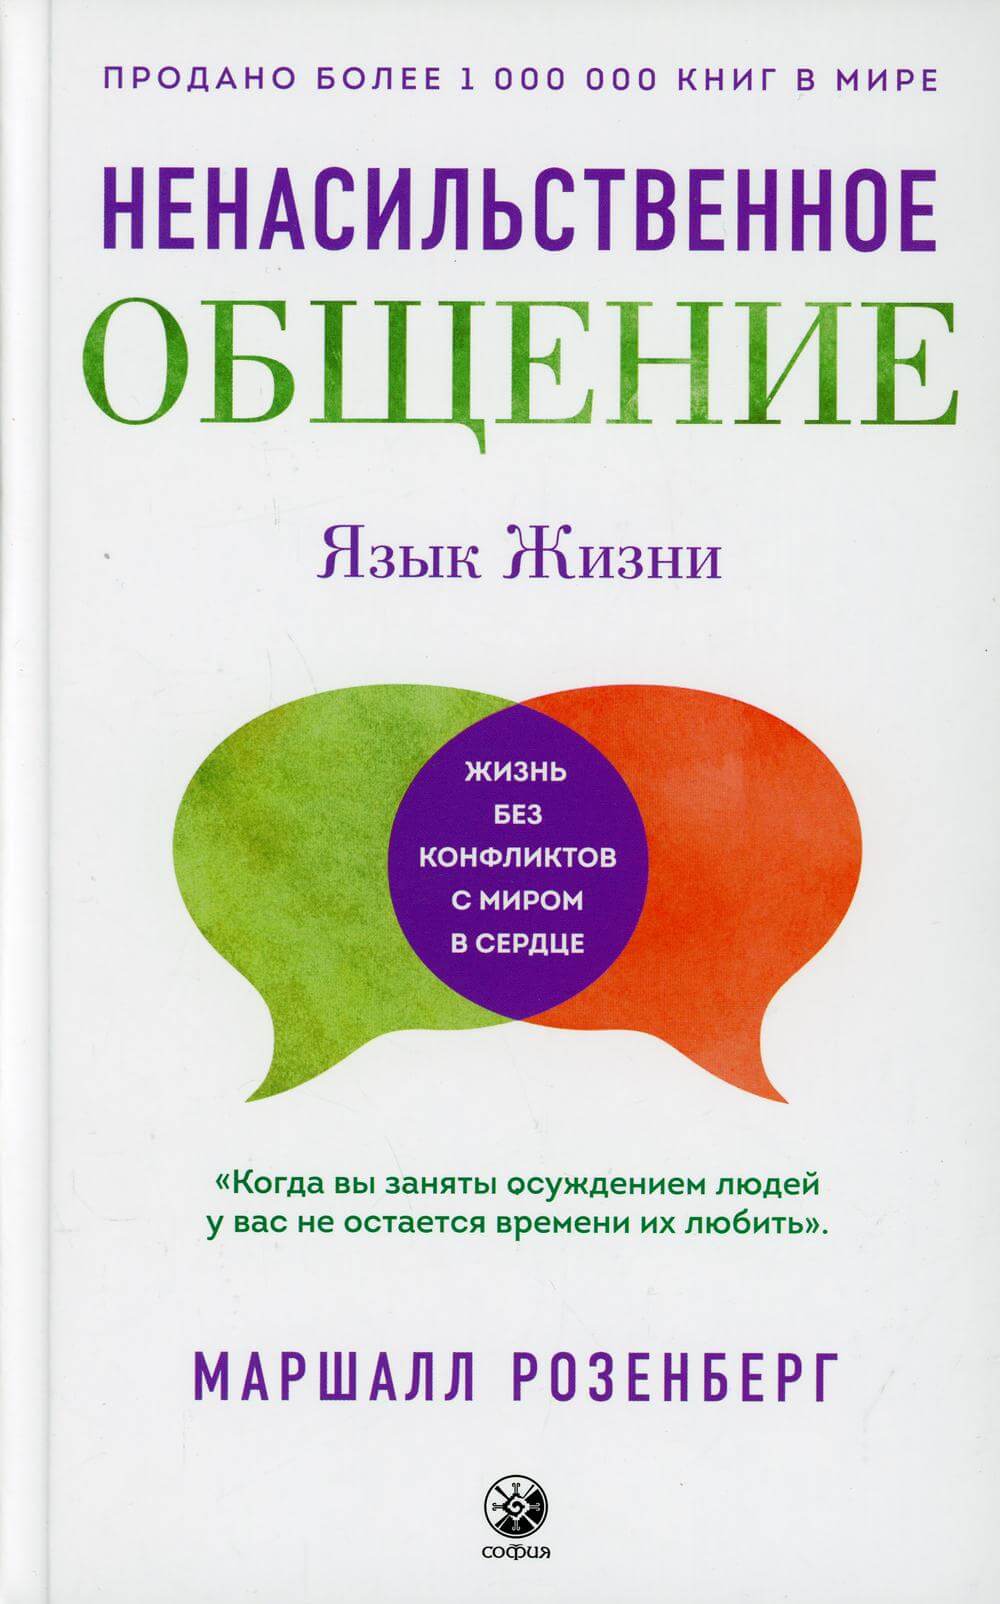 ПРОДАНО БОЛЕЕ 1 000 000 КНИГ В МИРЕ
НЕНАСИЛЬСТВЕННОЕ
ОБЩЕНИЕ
Язык Жизни
ЖИЗНЬ
БЕЗ
КОНФЛИКТОВ
С МИРОМ
В СЕРДЦЕ
«Когда вы заняты осуждением людей
у вас не остается времени их любить».
МАРШАЛЛ РОЗЕНБЕРГ
СОФИЯ